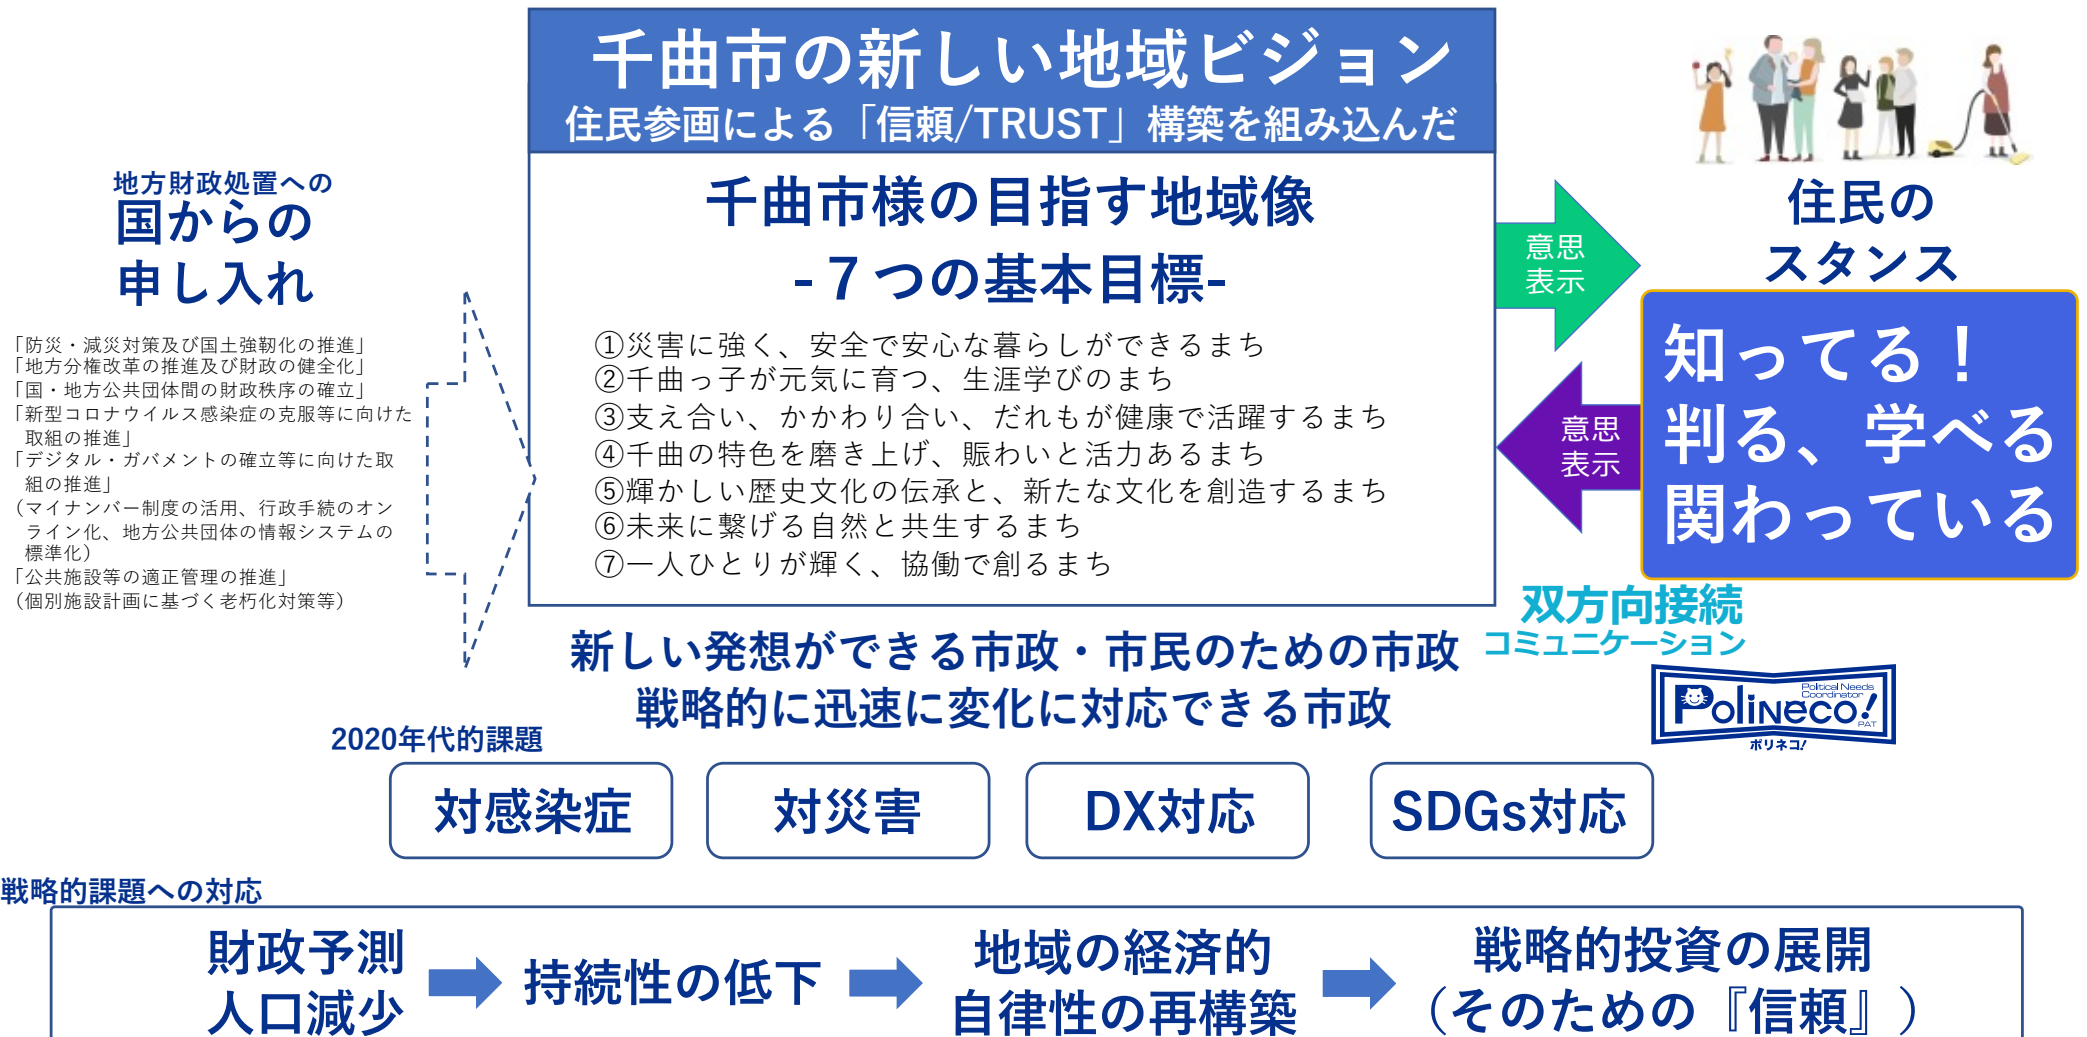 千曲市の新しい地域ビジョン
住民参画による「信頼/TRUST」構築を組み込んだ
地方財政処置への
国からの
申し入れ
「防災・減災対策及び国土強靭化の推進」
「地方分権改革の推進及び財政の健全化」
「国・地方公共団体間の財政秩序の確立」
「新型コロナウイルス感染症の克服等に向けた
取組の推進」
「デジタル・ガバメントの確立等に向けた取
組の推進」
（マイナンバー制度の活用、行政手続のオン
ライン化、地方公共団体の情報システムの
標準化）
「公共施設等の適正管理の推進」
（個別施設計画に基づく老朽化対策等）
千曲市様の目指す地域像
-７つの基本目標-
①災害に強く、安全で安心な暮らしができるまち
②千曲っ子が元気に育つ、生涯学びのまち
③支え合い、かかわり合い、だれもが健康で活躍するまち
④千曲の特色を磨き上げ、賑わいと活力あるまち
⑤輝かしい歴史文化の伝承と、新たな文化を創造するまち
⑥未来に繋げる自然と共生するまち
⑦一人ひとりが輝く、協働で創るまち
意思
表示
意思
表示
住民の
スタンス
知ってる！
判る、学べる
関わっている
双方向接続
コミュニケーション
Political Needs
Coordinator
Polineco!
PAT
ポリネコ!
新しい発想ができる市政・市民のための市政
戦略的に迅速に変化に対応できる市政
2020年代的課題
対感染症
対災害
DX対応
SDGs対応
戦略的課題への対応
財政予測
人口減少
持続性の低下
地域の経済的
自律性の再構築
戦略的投資の展開
（そのための『信頼』）